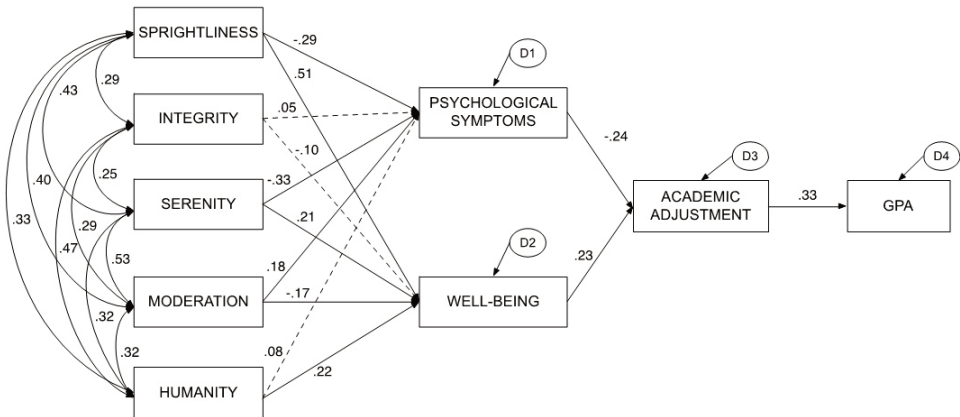 SPRIGHTLINESS
INTEGRITY
SERENITY
MODERATION
HUMANITY
.29
.43
.25
.40
.33
.29
.47
.53
.32
.32
-.29
.51
.05
-.10
-.33
.21
.18
-.17
.08
.22
D1
PSYCHOLOGICAL
SYMPTOMS
D2
WELL-BEING
-.24
.23
D3
ACADEMIC
ADJUSTMENT
.33
D4
GPA